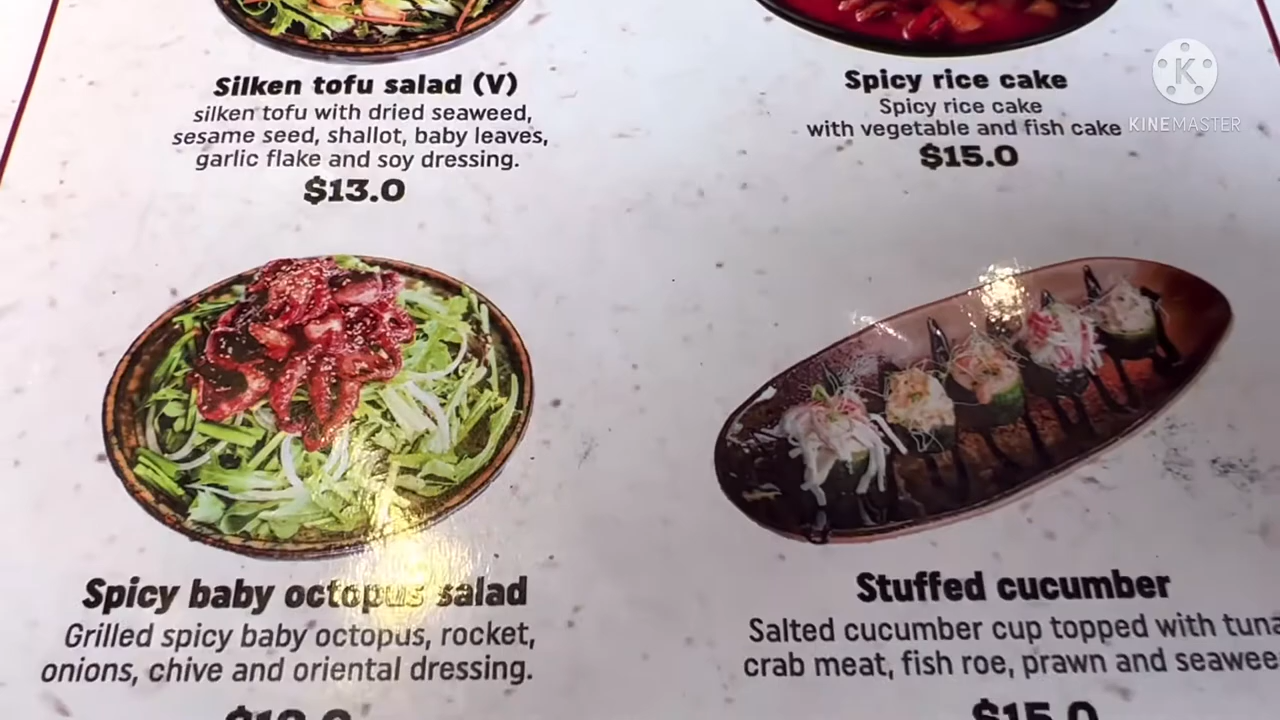 Silken tofu salad (V)
silken tofu with dried seaweed,
sesame seed, shallot, baby leaves,
garlic flake and soy dressing.
$13.0
Spicy rice cake
Spicy rice cake
with vegetable and fish cake
$15.0
KINEMASTER
Spicy baby octopus salad
Grilled spicy baby octopus, rocket,
onions, chive and oriental dressing.
Stuffed cucumber
Salted cucumber cup topped with tuna
crab meat, fish roe, prawn and seawee
$15.0